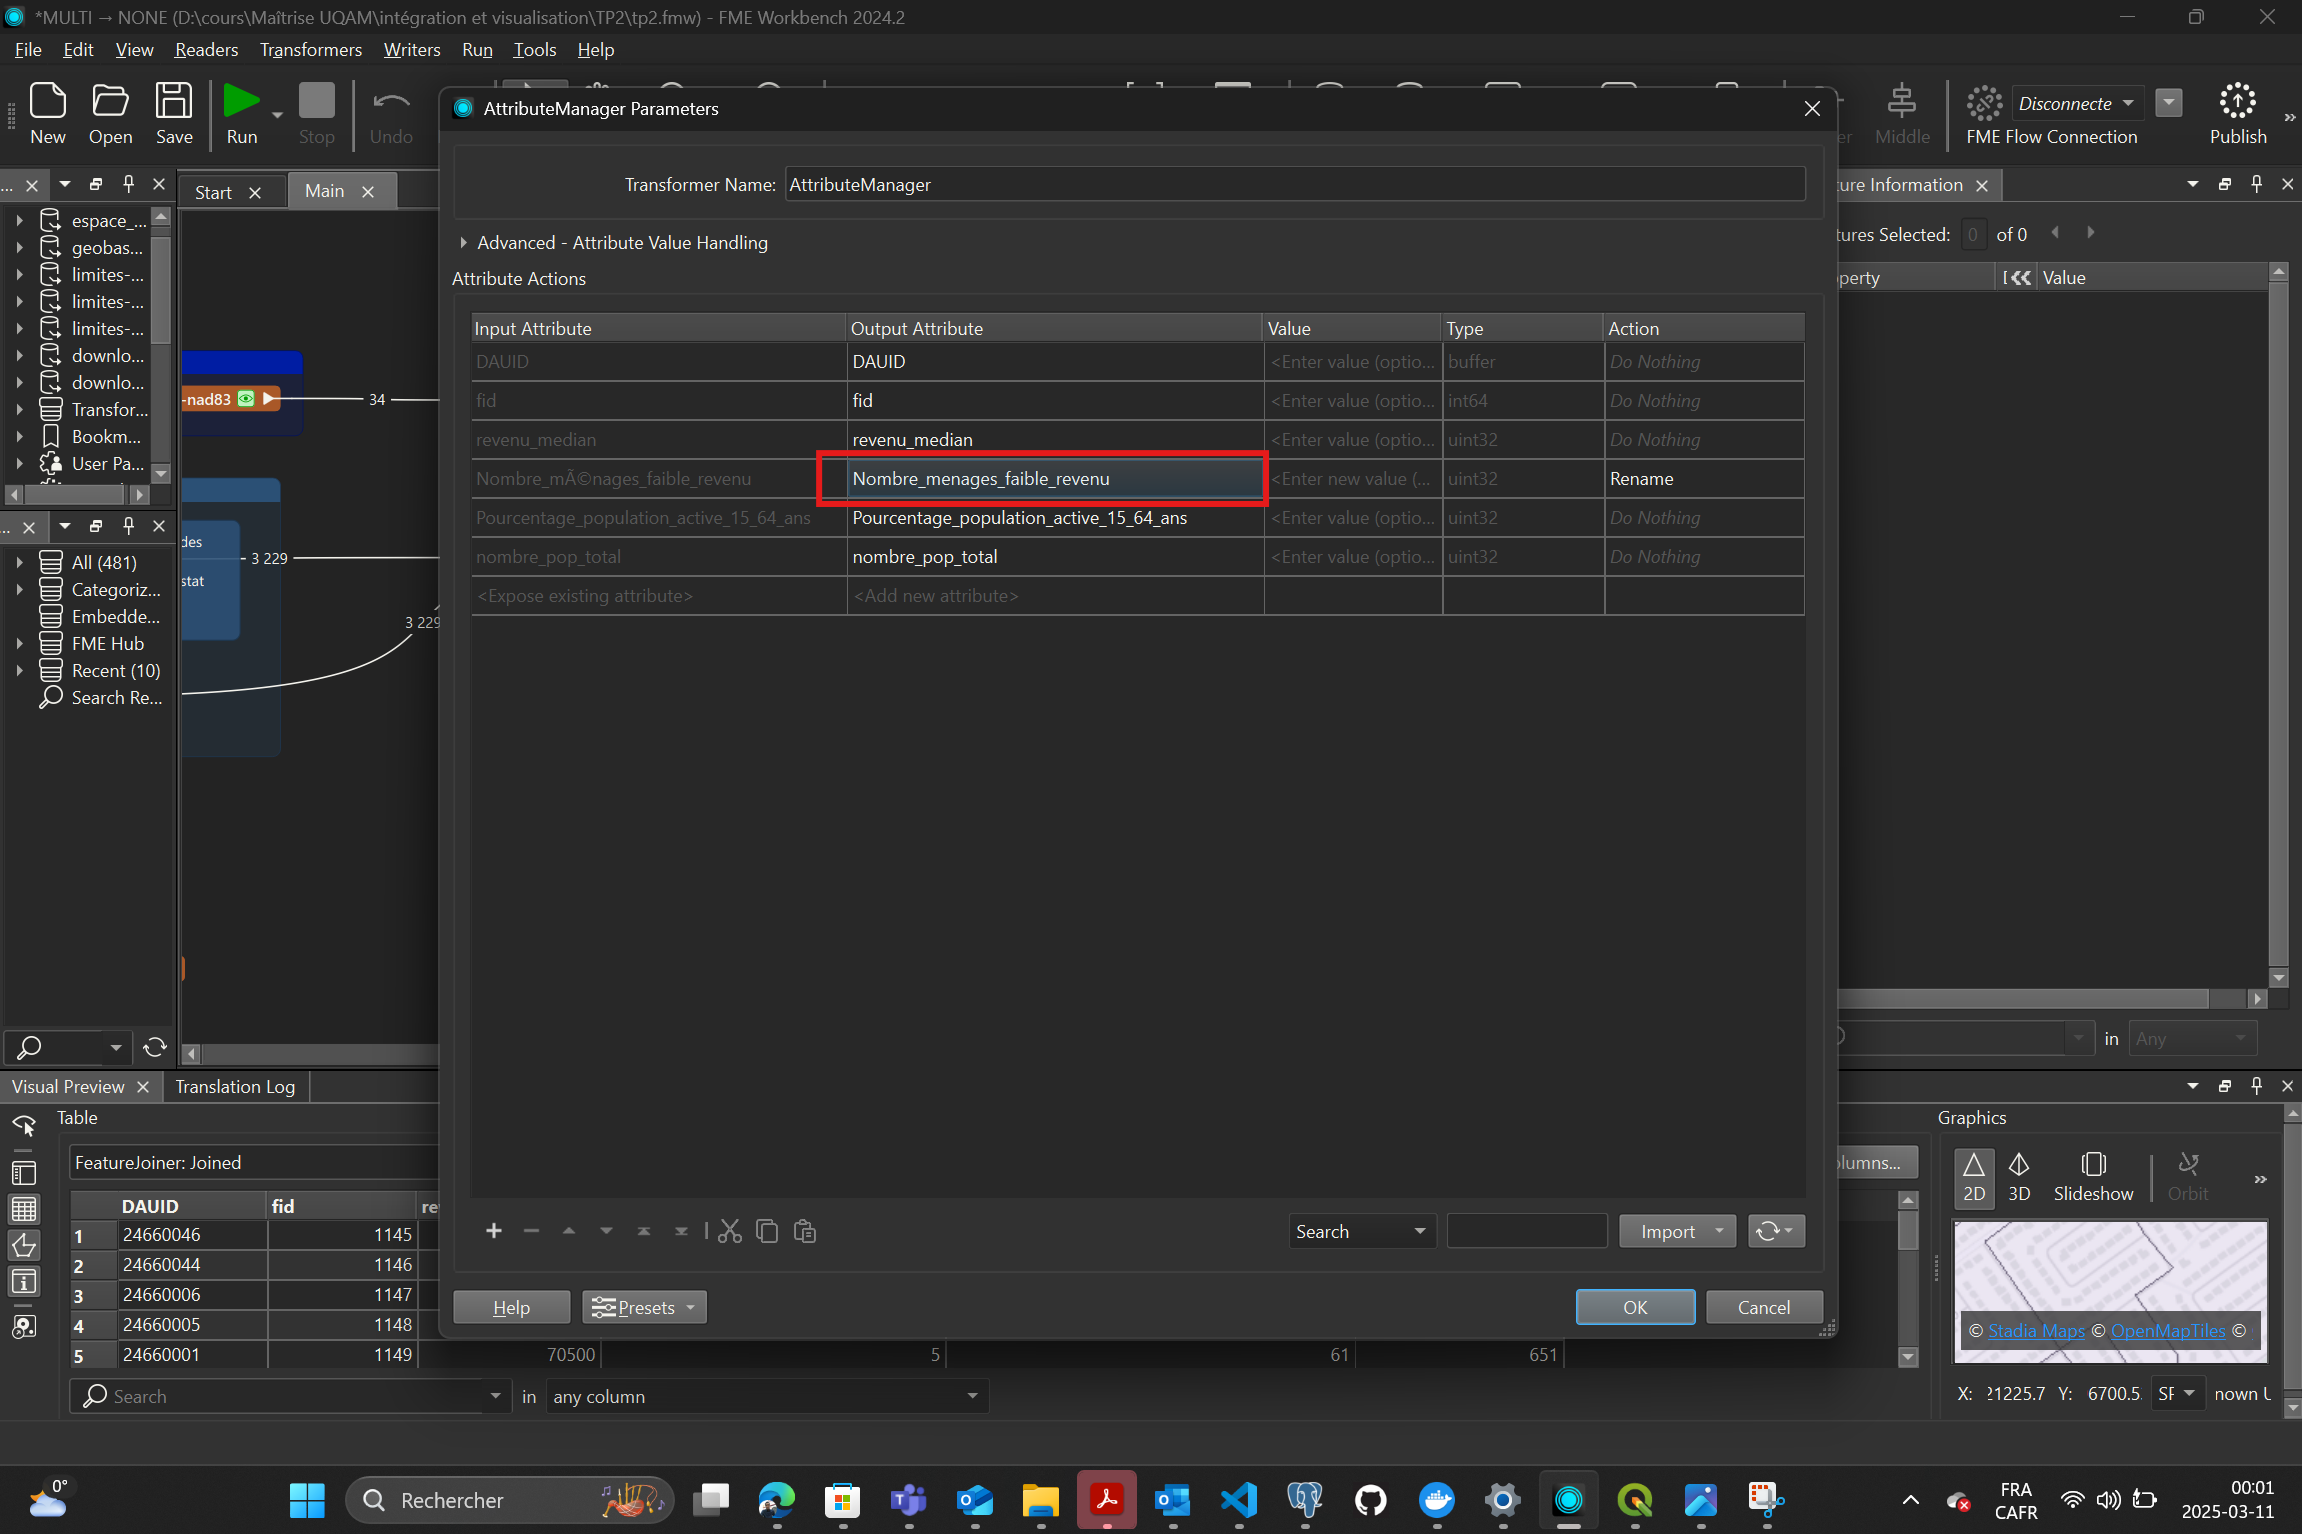 *MULTI → NONE (D:\cours\Maîtrise UQAM\intégration et visualisation\TP2\tp2.fmw) - FME Workbench 2024.2
File Edit View Readers Transformers Writers Run Tools Help
New Open Save Run Stop Undo Middle Disconnecte FME Flow Connection Publish
AttributeManager Parameters
Transformer Name: AttributeManager
Advanced - Attribute Value Handling
Attribute Actions
Input Attribute Output Attribute Value Type Action
DAUID DAUID <Enter value (optio... buffer Do Nothing
fid fid <Enter value (optio... int64 Do Nothing
revenu_median revenu_median <Enter value (optio... uint32 Do Nothing
Nombre_mÃ©nages_faible_revenu Nombre_menages_faible_revenu <Enter new value (... uint32 Rename
Pourcentage_population_active_15_64_ans Pourcentage_population_active_15_64_ans <Enter value (optio... uint32 Do Nothing
nombre_pop_total nombre_pop_total <Enter value (optio... uint32 Do Nothing
<Expose existing attribute> <Add new attribute>
Search Import
Help Presets OK Cancel
Start Main
espace_...
geobas...
limites-...
limites-...
limites-...
downlo...
downlo...
Transfor...
Bookm...
User Pa...
-nad83 34
des
stat
3 229
3 229
All (481)
Categoriz...
Embedde...
FME Hub
Recent (10)
Search Re...
ure Information
tures Selected: 0 of 0
perty Value
in Any
Visual Preview Translation Log
Table
FeatureJoiner: Joined
lumns...
DAUID fid re
1 24660046 1145
2 24660044 1146
3 24660006 1147
4 24660005 1148
5 24660001 1149 70500 5 61 651
Search in any column
Graphics
2D 3D Slideshow Orbit
© Stadia Maps © OpenMapTiles ©
X: 21225.7 Y: 6700.5 SF nown U
0°
Rechercher
FRA
CAFR
00:01
2025-03-11